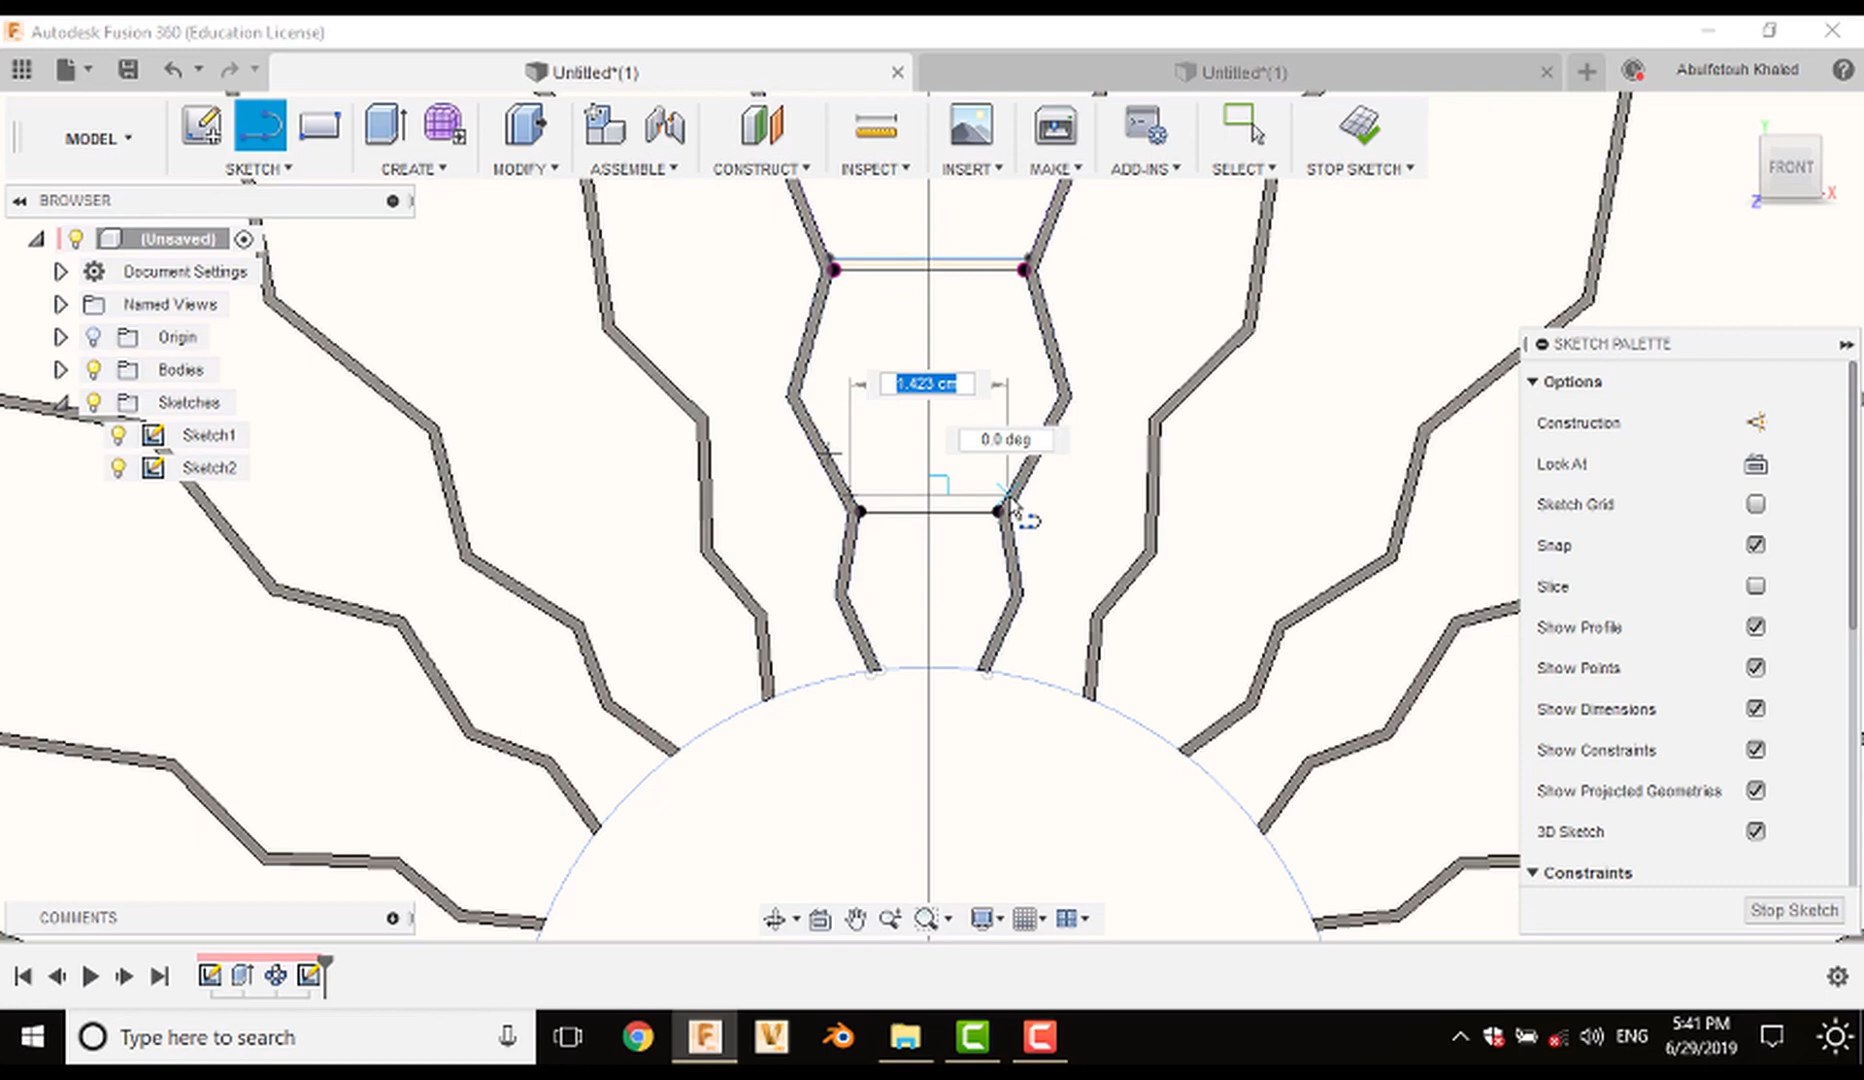 Autodesk Fusion 360 (Education License)
Untitled*(1)
Untitled*(1)
Abulfetouh Khaled
MODEL
SKETCH
CREATE
MODIFY
ASSEMBLE
CONSTRUCT
INSPECT
INSERT
MAKE
ADD-INS
SELECT
STOP SKETCH
FRONT
Y
X
Z
BROWSER
(Unsaved)
Document Settings
Named Views
Origin
Bodies
Sketches
Sketch1
Sketch2
1.423 cm
0.0 deg
SKETCH PALETTE
Options
Construction
Look At
Sketch Grid
Snap
Slice
Show Profile
Show Points
Show Dimensions
Show Constraints
Show Projected Geometries
3D Sketch
Constraints
Stop Sketch
COMMENTS
Type here to search
ENG
5:41 PM
6/29/2019